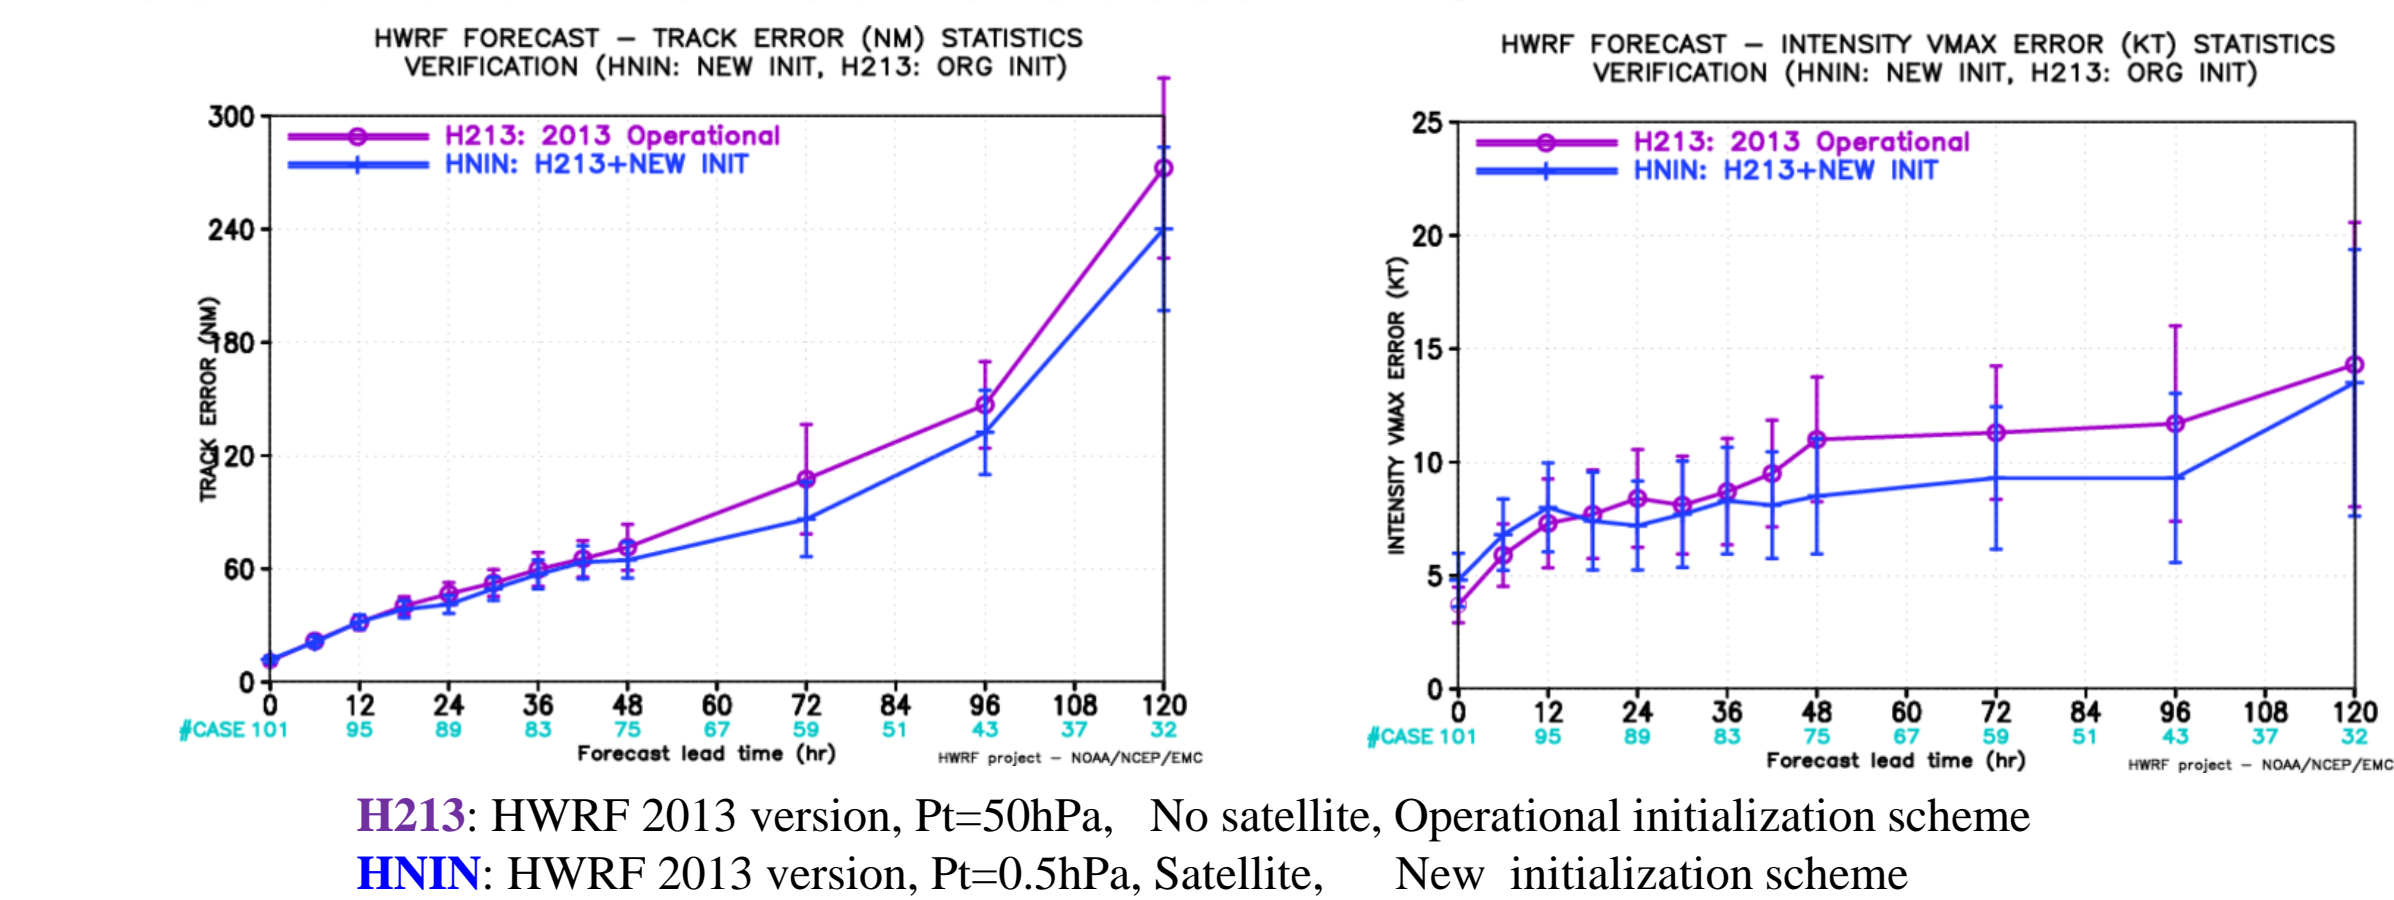 HWRF FORECAST – TRACK ERROR (NM) STATISTICS
VERIFICATION (HNIN: NEW INIT, H213: ORG INIT)
300
240
180
120
60
0
TRACK ERROR (NM)
H213: 2013 Operational
HNIN: H213+NEW INIT
0 12 24 36 48 60 72 84 96 108 120
#CASE 101 95 89 83 75 67 59 51 43 37 32
Forecast lead time (hr)
HWRF project – NOAA/NCEP/EMC
HWRF FORECAST – INTENSITY VMAX ERROR (KT) STATISTICS
VERIFICATION (HNIN: NEW INIT, H213: ORG INIT)
25
20
15
10
5
0
INTENSITY VMAX ERROR (KT)
H213: 2013 Operational
HNIN: H213+NEW INIT
0 12 24 36 48 60 72 84 96 108 120
#CASE 101 95 89 83 75 67 59 51 43 37 32
Forecast lead time (hr)
HWRF project – NOAA/NCEP/EMC
H213: HWRF 2013 version, Pt=50hPa, No satellite, Operational initialization scheme
HNIN: HWRF 2013 version, Pt=0.5hPa, Satellite, New initialization scheme